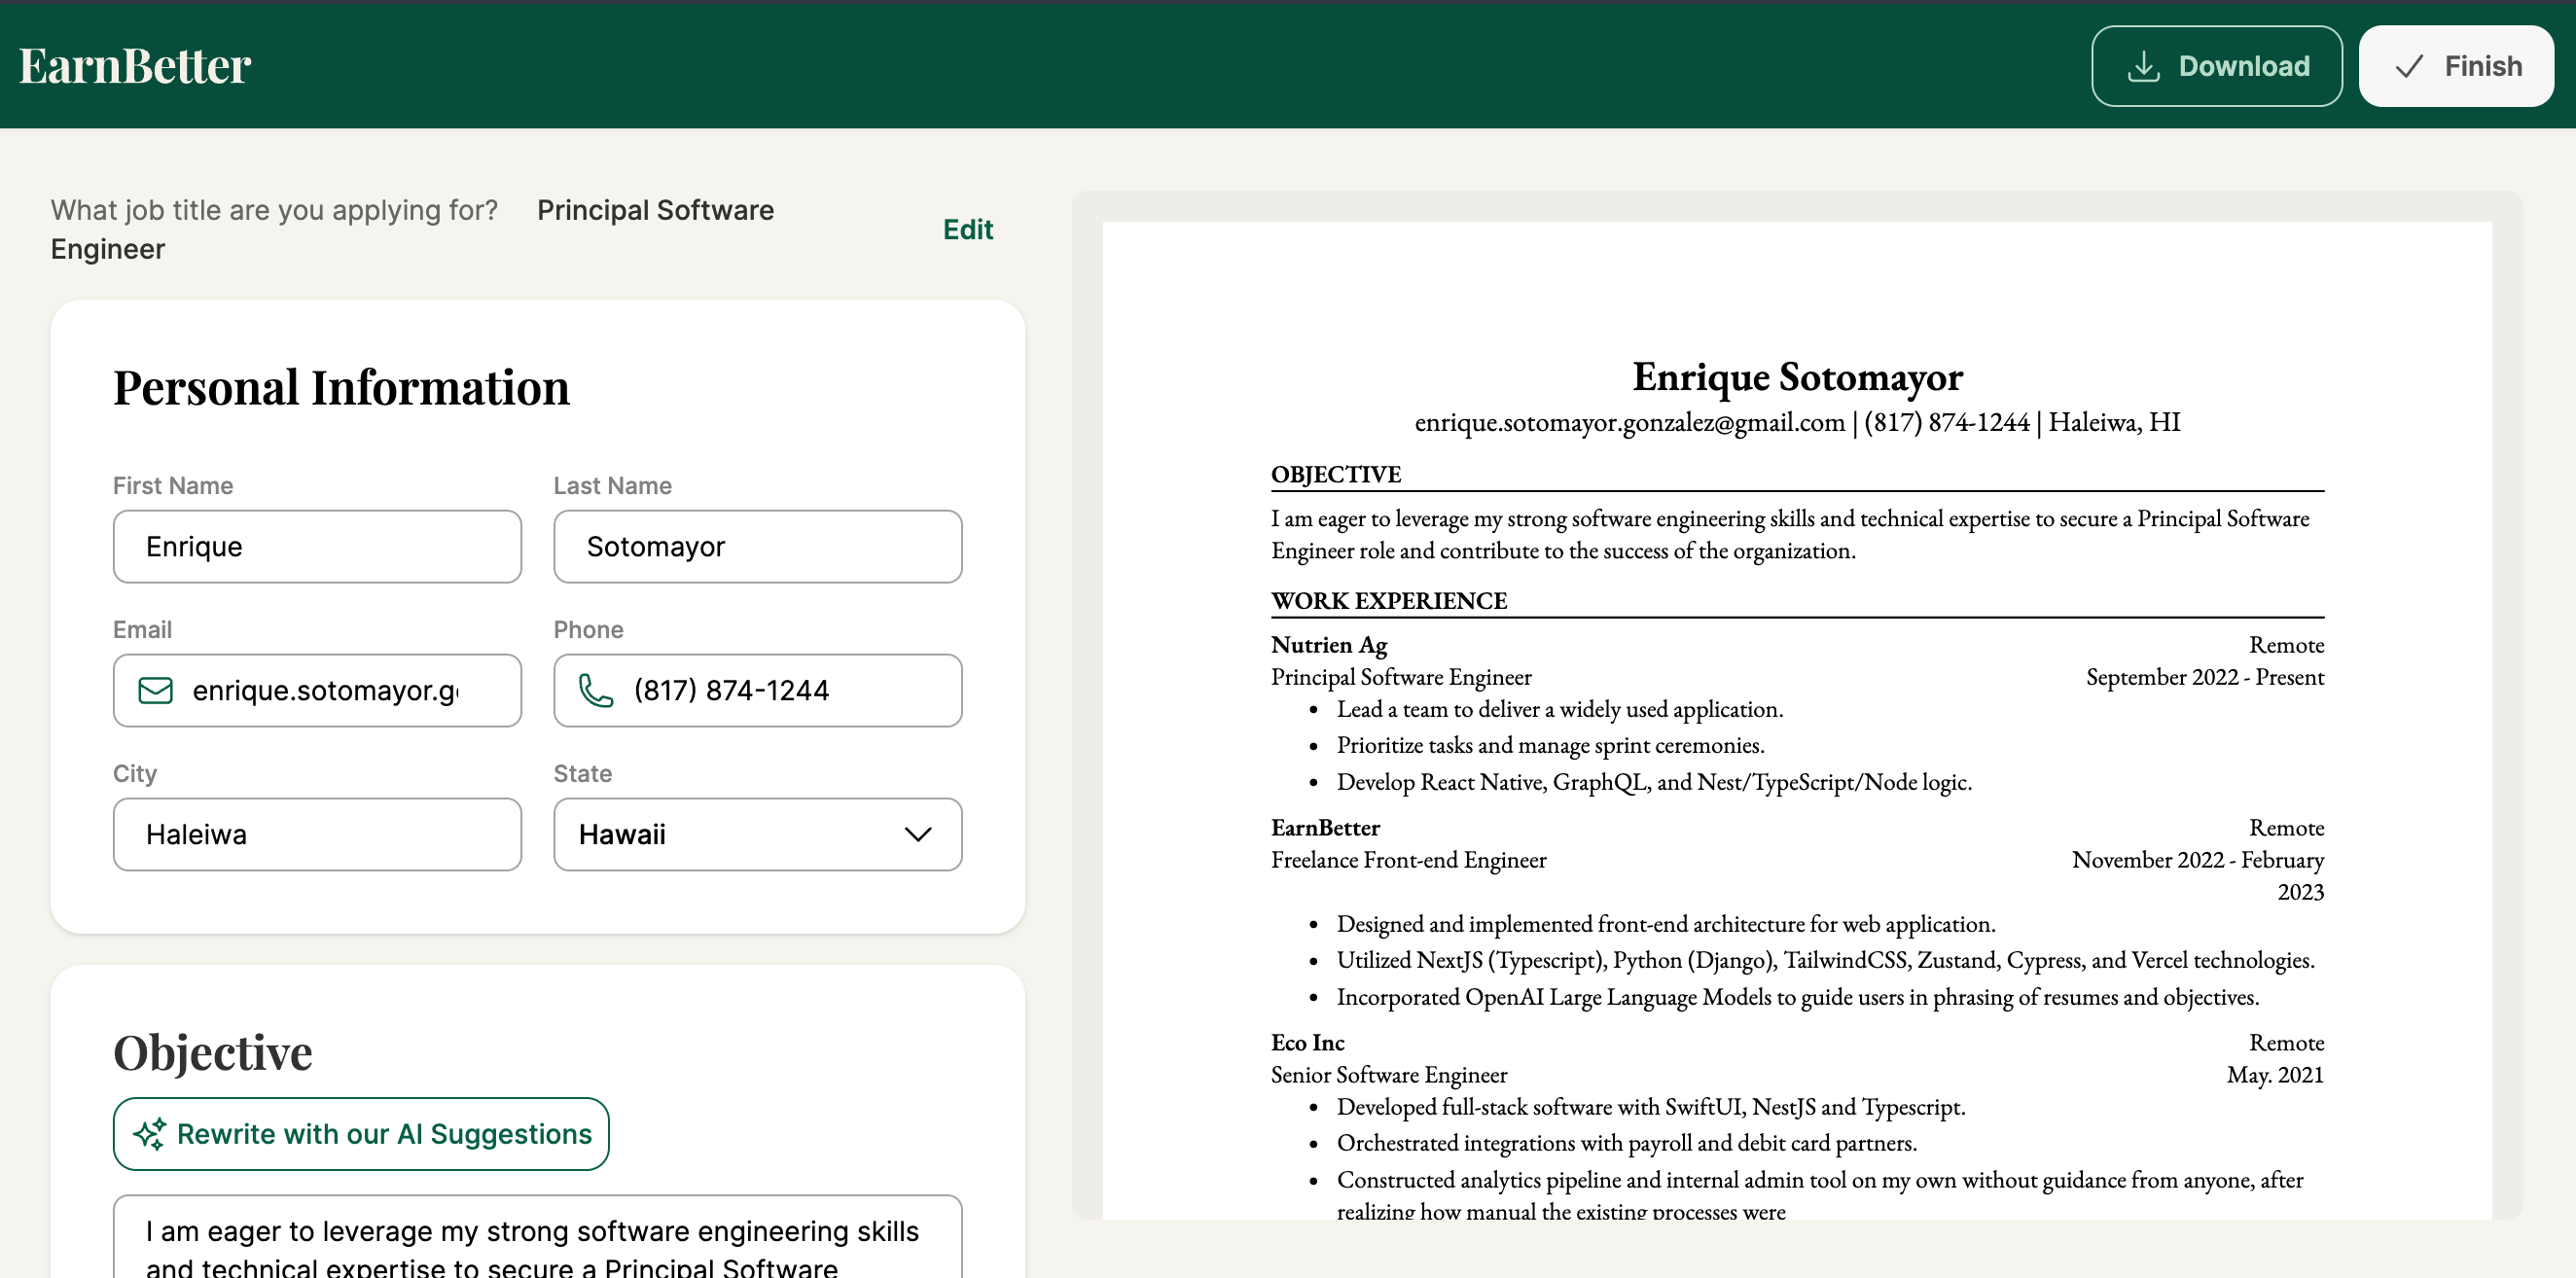 EarnBetter
Download
Finish
What job title are you applying for? Principal Software
Engineer
Edit
Personal Information
First Name
Last Name
Enrique
Sotomayor
Email
Phone
enrique.sotomayor.g
(817) 874-1244
City
State
Haleiwa
Hawaii
Objective
Rewrite with our AI Suggestions
I am eager to leverage my strong software engineering skills
and technical expertise to secure a Principal Software
Enrique Sotomayor
enrique.sotomayor.gonzalez@gmail.com | (817) 874-1244 | Haleiwa, HI
OBJECTIVE
I am eager to leverage my strong software engineering skills and technical expertise to secure a Principal Software
Engineer role and contribute to the success of the organization.
WORK EXPERIENCE
Nutrien Ag
Remote
Principal Software Engineer
September 2022 - Present
• Lead a team to deliver a widely used application.
• Prioritize tasks and manage sprint ceremonies.
• Develop React Native, GraphQL, and Nest/TypeScript/Node logic.
EarnBetter
Remote
Freelance Front-end Engineer
November 2022 - February
2023
• Designed and implemented front-end architecture for web application.
• Utilized NextJS (Typescript), Python (Django), TailwindCSS, Zustand, Cypress, and Vercel technologies.
• Incorporated OpenAI Large Language Models to guide users in phrasing of resumes and objectives.
Eco Inc
Remote
Senior Software Engineer
May. 2021
• Developed full-stack software with SwiftUI, NestJS and Typescript.
• Orchestrated integrations with payroll and debit card partners.
• Constructed analytics pipeline and internal admin tool on my own without guidance from anyone, after
realizing how manual the existing processes were